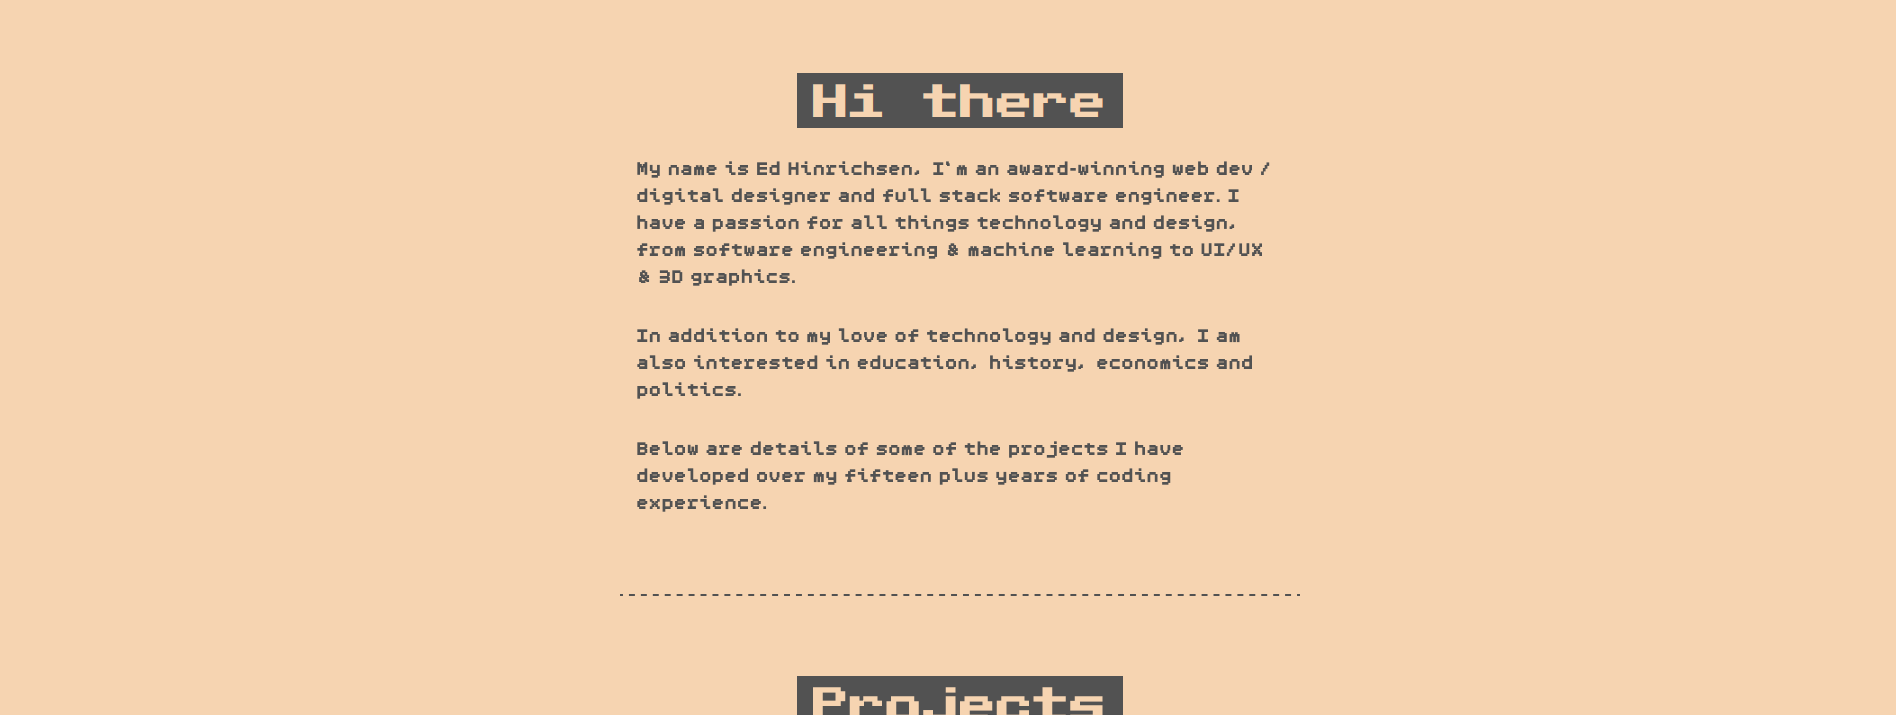 Hi there
My name is Ed Hinrichsen, I'm an award-winning web dev /
digital designer and full stack software engineer. I
have a passion for all things technology and design,
from software engineering & machine learning to UI/UX
& 3D graphics.
In addition to my love of technology and design, I am
also interested in education, history, economics and
politics.
Below are details of some of the projects I have
developed over my fifteen plus years of coding
experience.
Projects